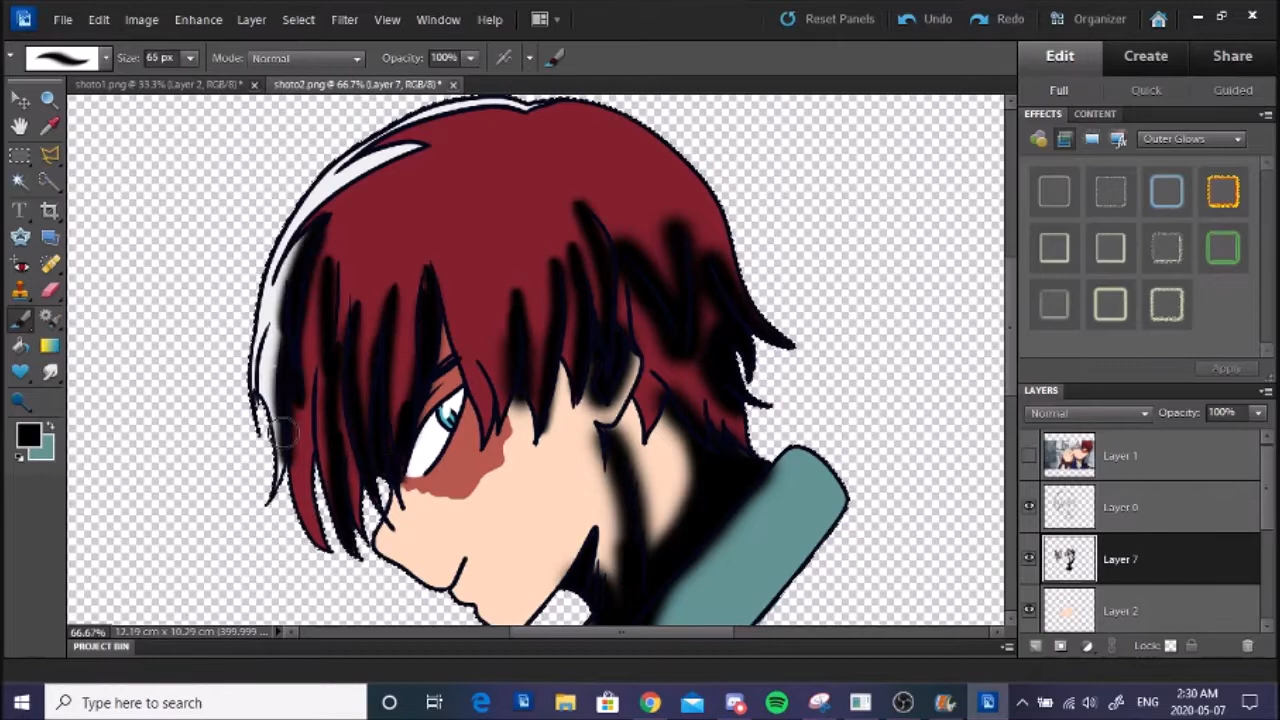 File Edit Image Enhance Layer Select Filter View Window Help Reset Panels Undo Redo Organizer
Size: 65 px Mode: Normal Opacity: 100% Edit Create Share
shoto1.png @ 33.3% (Layer 2, RGB/8) * shoto2.png @ 66.7% (Layer 7, RGB/8) * Full Quick Guided
EFFECTS CONTENT
Outer Glows
Apply
LAYERS
Normal Opacity: 100%
Layer 1
Layer 0
Layer 7
Layer 2
66.67% 12.19 cm x 10.29 cm (399.999 ... Lock:
PROJECT BIN
Type here to search ENG 2:30 AM
2020-05-07